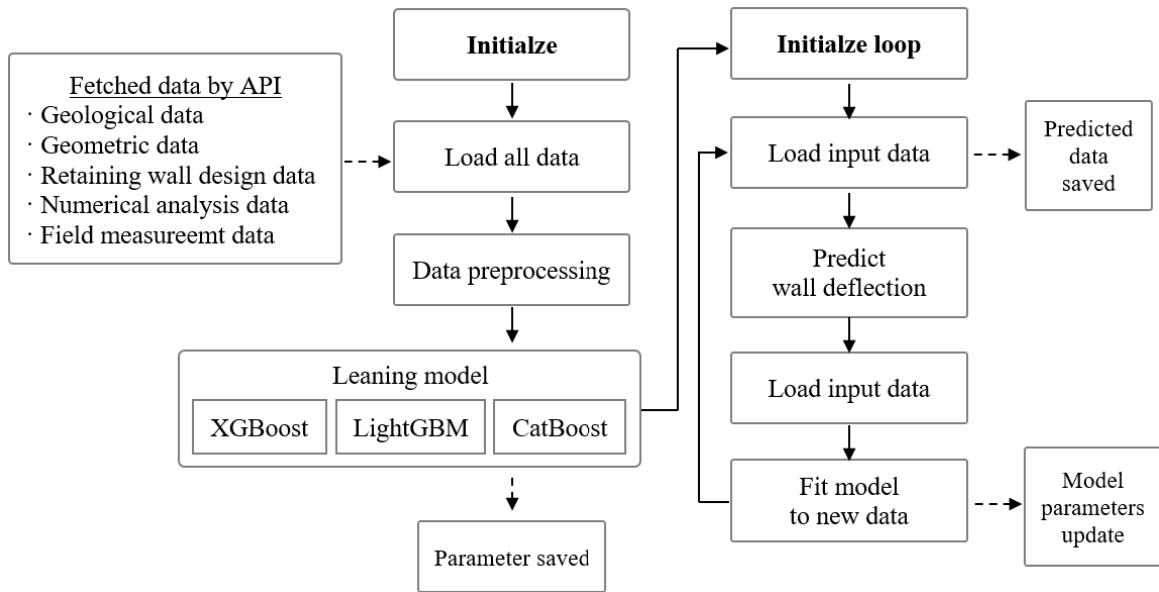 Fetched data by API
· Geological data
· Geometric data
· Retaining wall design data
· Numerical analysis data
· Field measureemt data
Initialze
Load all data
Data preprocessing
Leaning model
XGBoost
LightGBM
CatBoost
Parameter saved
Initialze loop
Load input data
Predicted
data
saved
Predict
wall deflection
Load input data
Fit model
to new data
Model
parameters
update